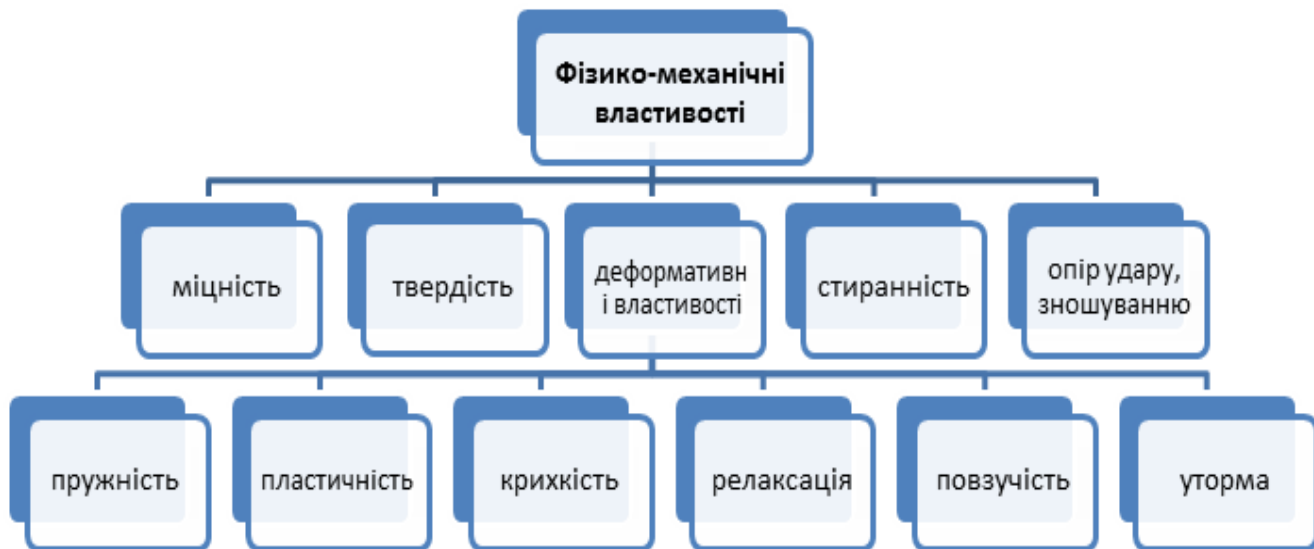 Фізико-механічні
властивості
міцність
твердість
деформативн
і властивості
стиранність
опір удару,
зношуванню
пружність
пластичність
крихкість
релаксація
повзучість
уторма